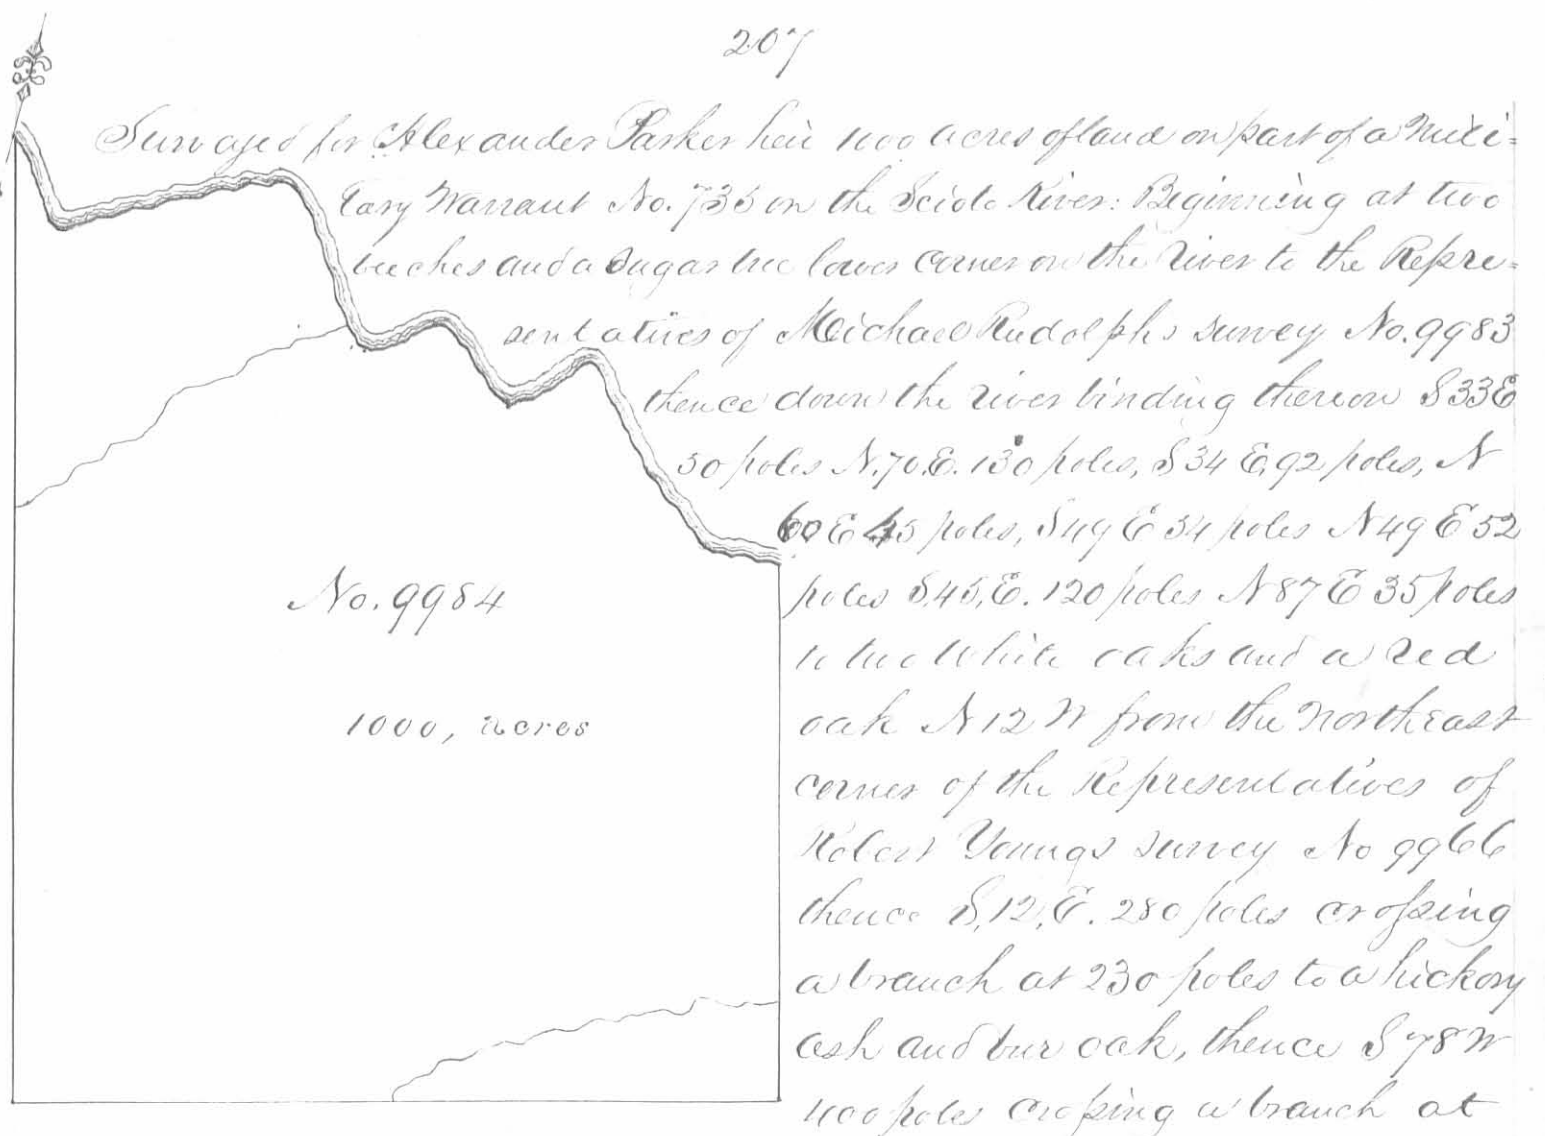 207
Surveyed for Alexander Parker heir 1000 acres of land on part of a Mili=
tary Warrant No. 735 on the Scioto River: Beginning at two
beeches and a Sugar tree lower corner on the river to the Repre=
sentatives of Michael Rudolphs survey No. 9983
thence down the river binding thereon S 33 E
50 poles N. 70. E. 130 poles, S 34 E. 92 poles, N
60 E 45 poles, S 49 E 54 poles N 49 E 52
poles S. 45, E. 120 poles N 87 E 35 poles
to two White oaks and a red
oak N 12 W from the northeast
corner of the Representatives of
Robert Youngs survey No 9966
thence S, 12, E. 280 poles crossing
a branch at 230 poles to a hickory
ash and bur oak, thence S 78 W
400 poles crossing a branch at
No. 9984
1000, acres